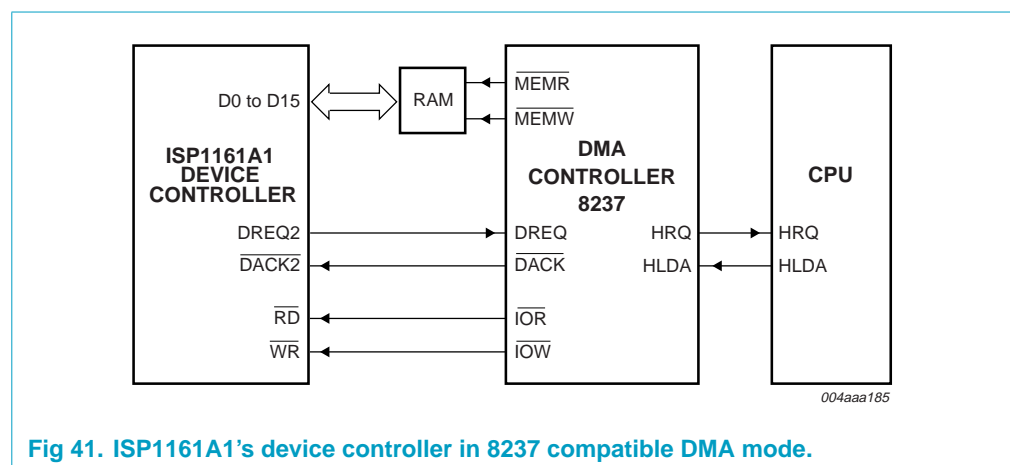 D0 to D15
RAM
MEMR
MEMW
ISP1161A1
DEVICE
CONTROLLER
DMA
CONTROLLER
8237
CPU
DREQ2
DREQ
HRQ
HRQ
DACK2
DACK
HLDA
HLDA
RD
IOR
WR
IOW
004aaa185
Fig 41. ISP1161A1's device controller in 8237 compatible DMA mode.